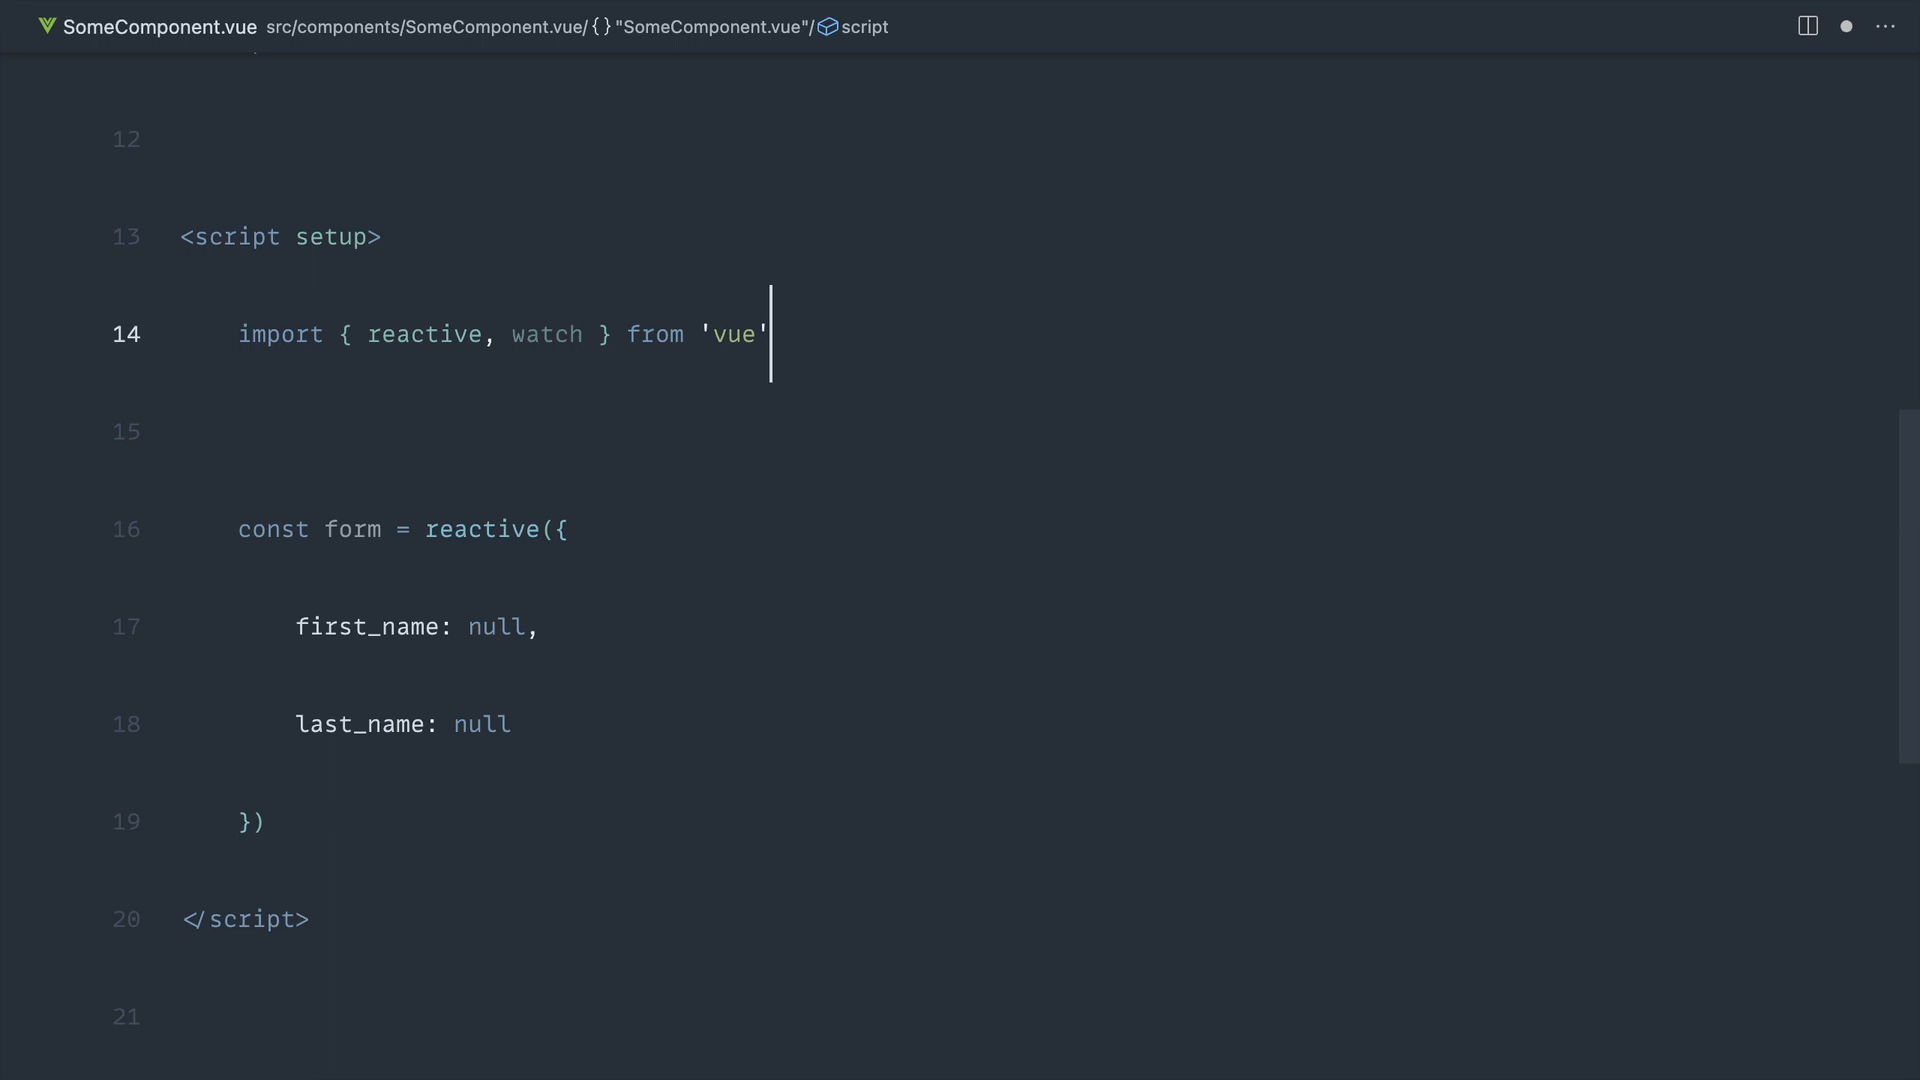 SomeComponent.vue src/components/SomeComponent.vue/{}"SomeComponent.vue"/script
12
13 <script setup>
14 import { reactive, watch } from 'vue'
15
16 const form = reactive({
17 first_name: null,
18 last_name: null
19 })
20 </script>
21